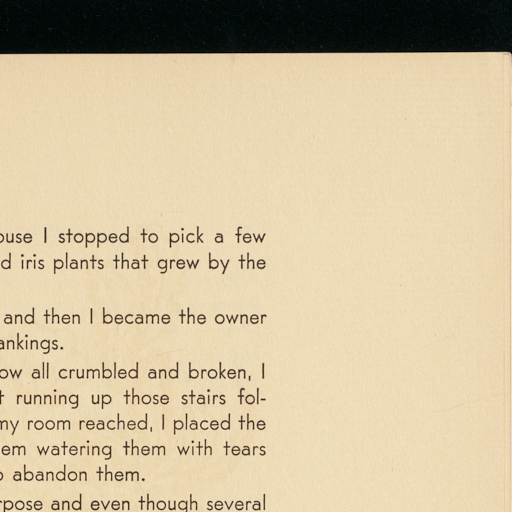 ouse I stopped to pick a few
d iris plants that grew by the
and then I became the owner
ankings.
ow all crumbled and broken, I
t running up those stairs fol-
my room reached, I placed the
em watering them with tears
o abandon them.
rpose and even though several